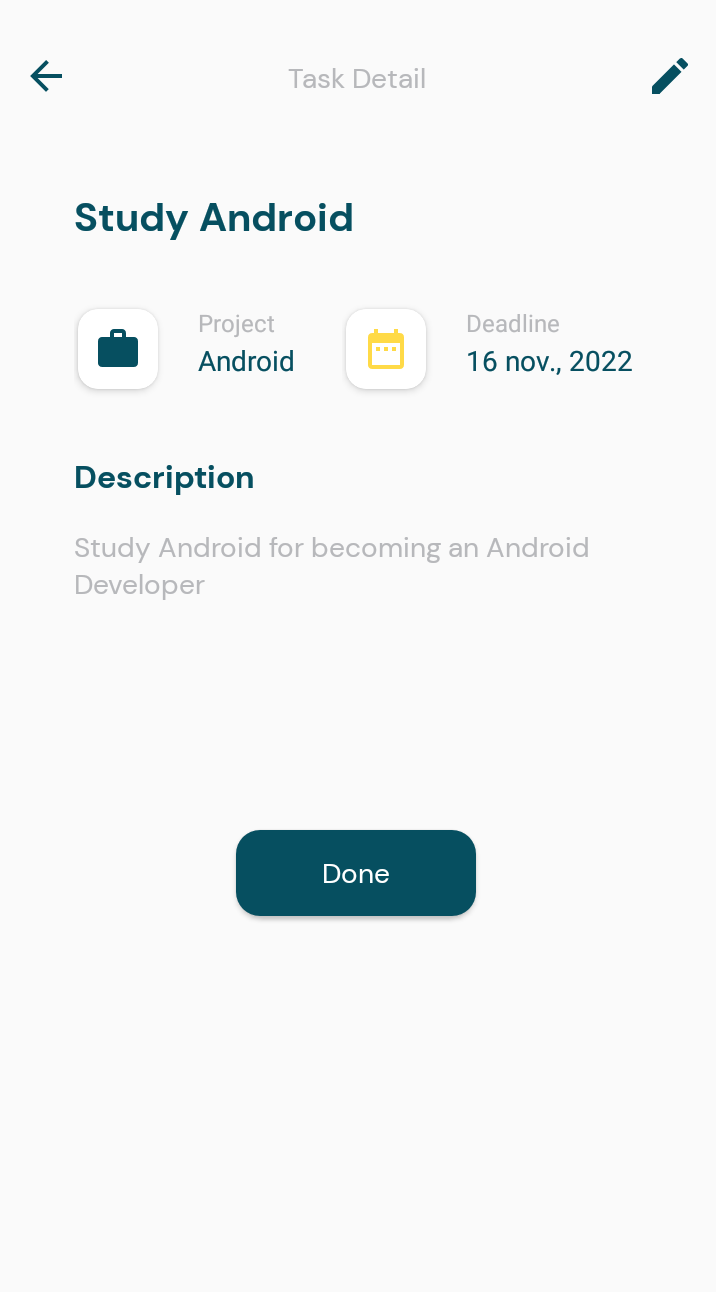 Task Detail
Study Android
Project
Android
Deadline
16 nov., 2022
Description
Study Android for becoming an Android
Developer
Done